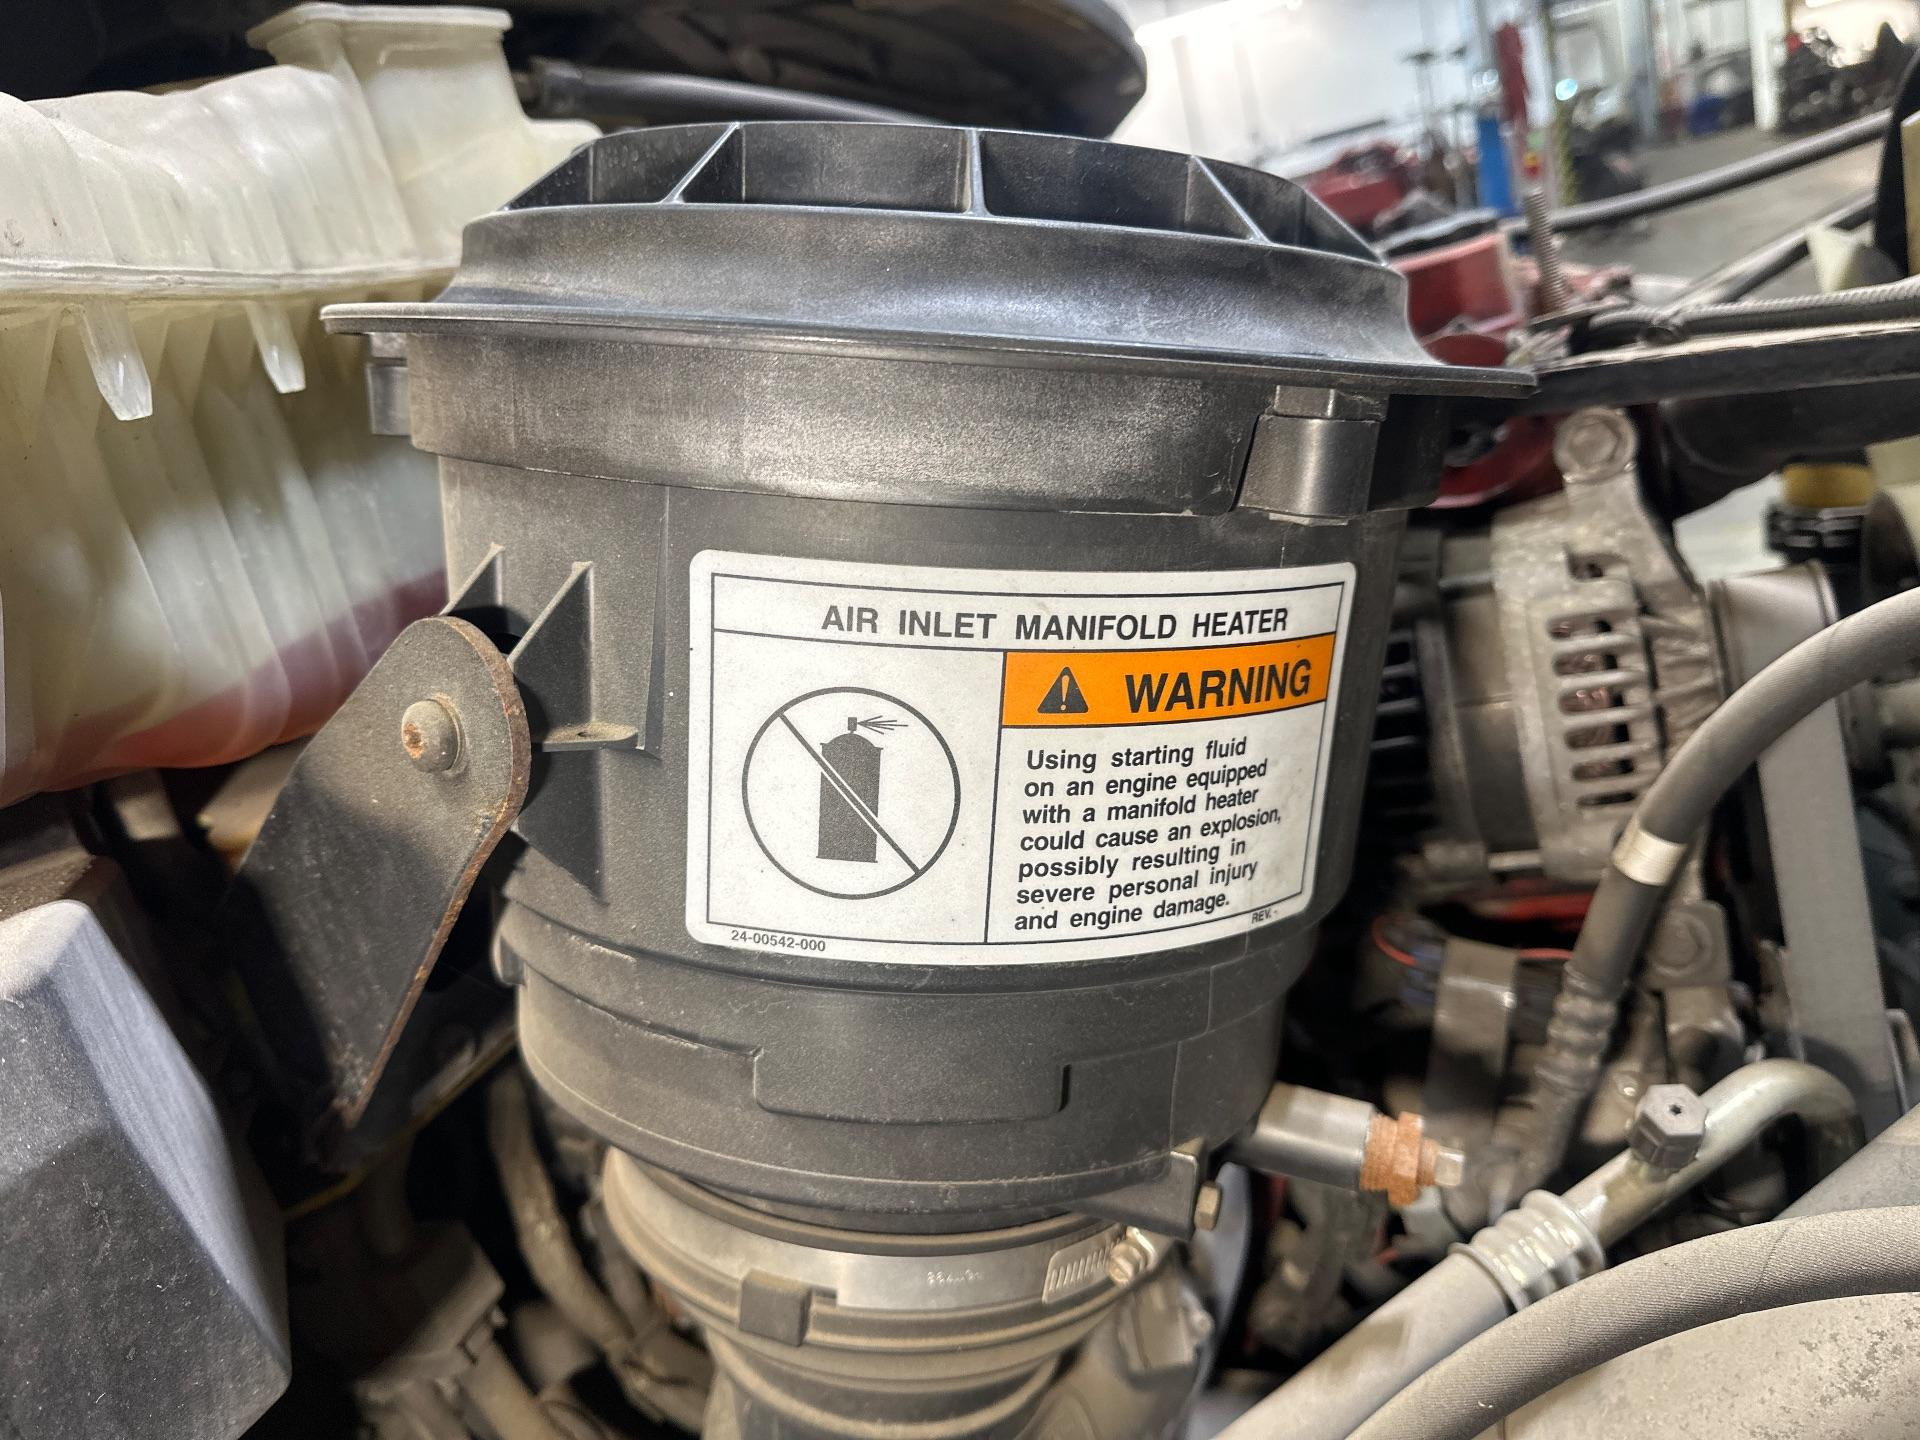 AIR INLET MANIFOLD HEATER
WARNING
Using starting fluid
on an engine equipped
with a manifold heater
could cause an explosion,
possibly resulting in
severe personal injury
and engine damage.
24-00542-000
REV. -